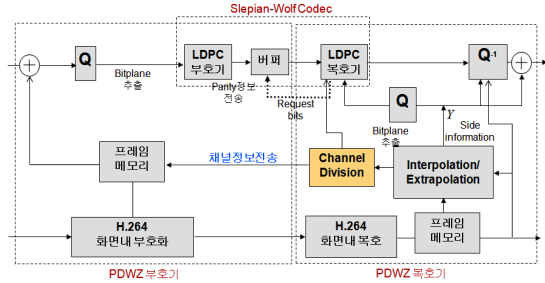 Slepian-Wolf Codec
Q
Bitplane
추출
LDPC
부호기
버퍼
LDPC
복호기
Q-1
Parity정보
전송
Request
bits
Q
Y
Bitplane
추출
Side
information
프레임
메모리
채널정보전송
Channel
Division
Interpolation/
Extrapolation
H.264
화면내 부호화
H.264
화면내 복호
프레임
메모리
PDWZ 부호기
PDWZ 복호기